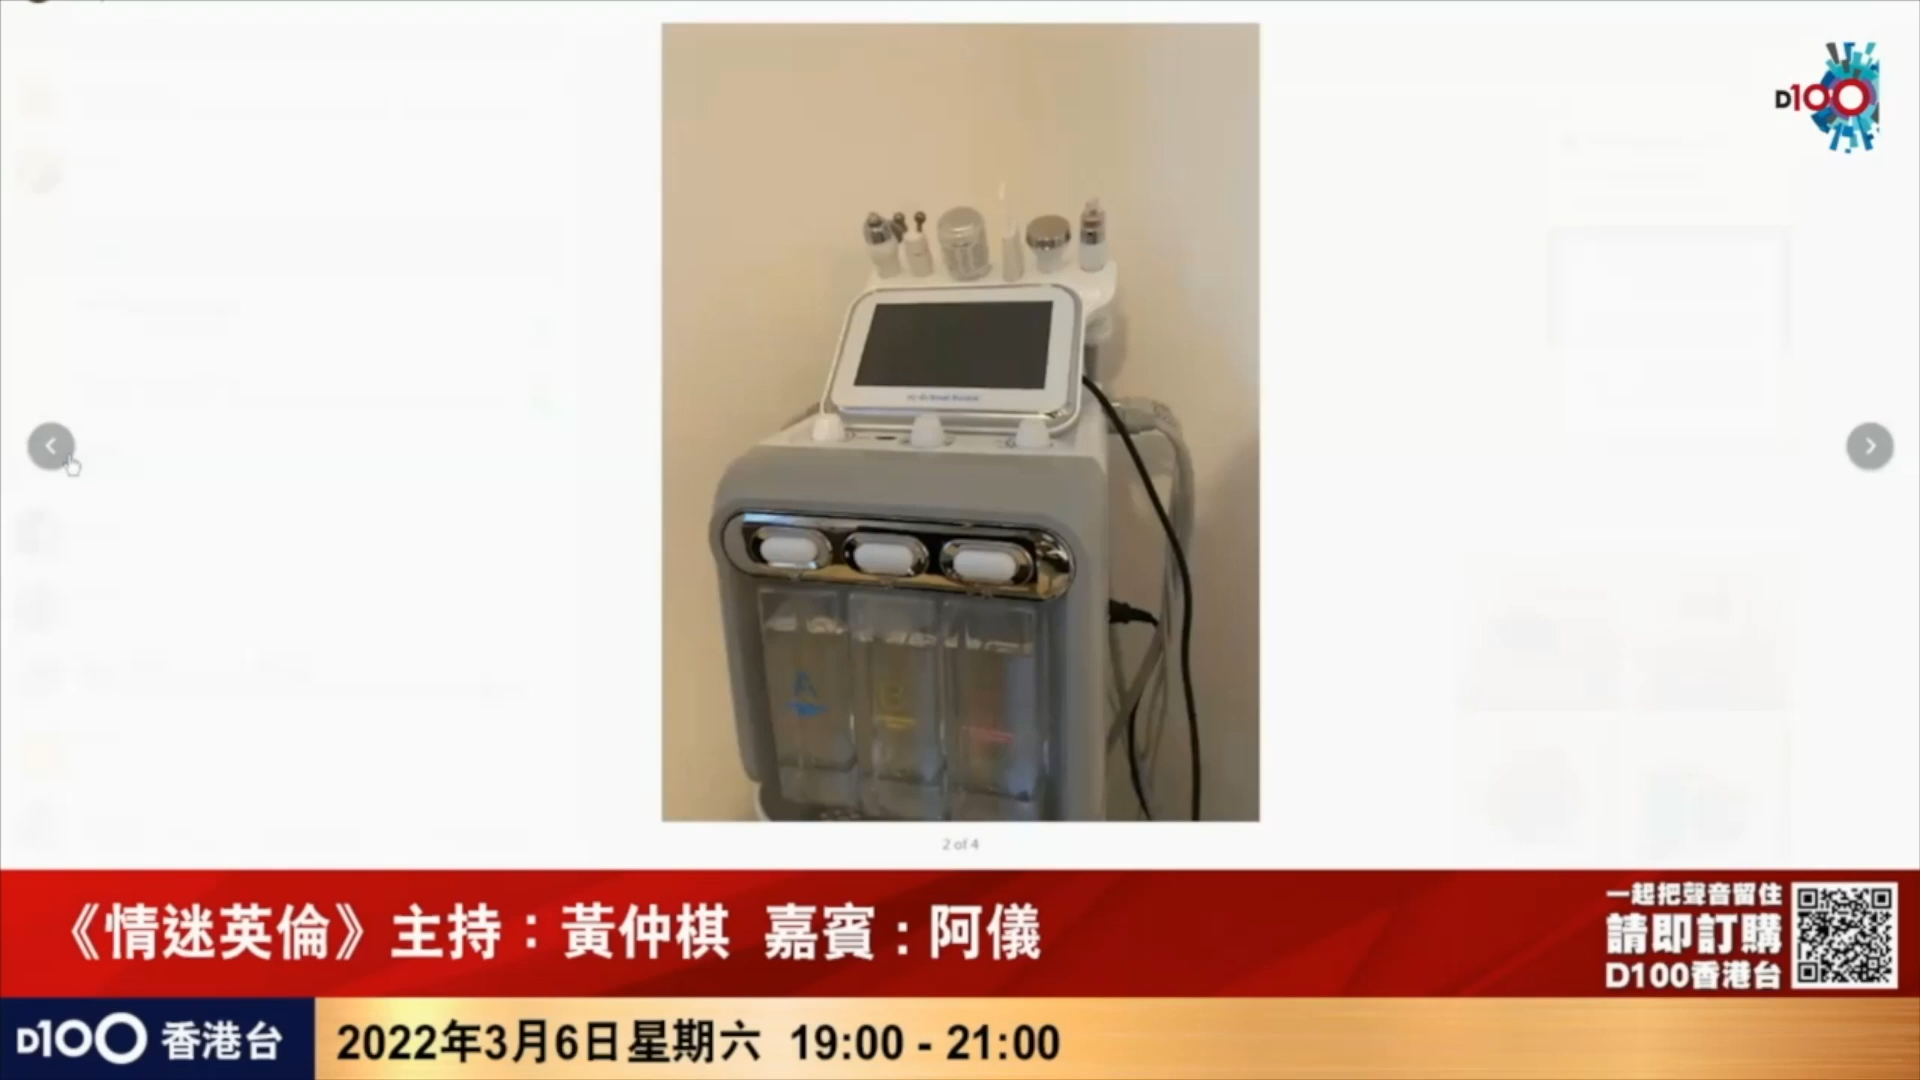 D100
2 of 4
《情迷英倫》主持：黃仲棋 嘉賓：阿儀
一起把聲音留住
請即訂購
D100香港台
D100 香港台
2022年3月6日星期六 19:00 - 21:00